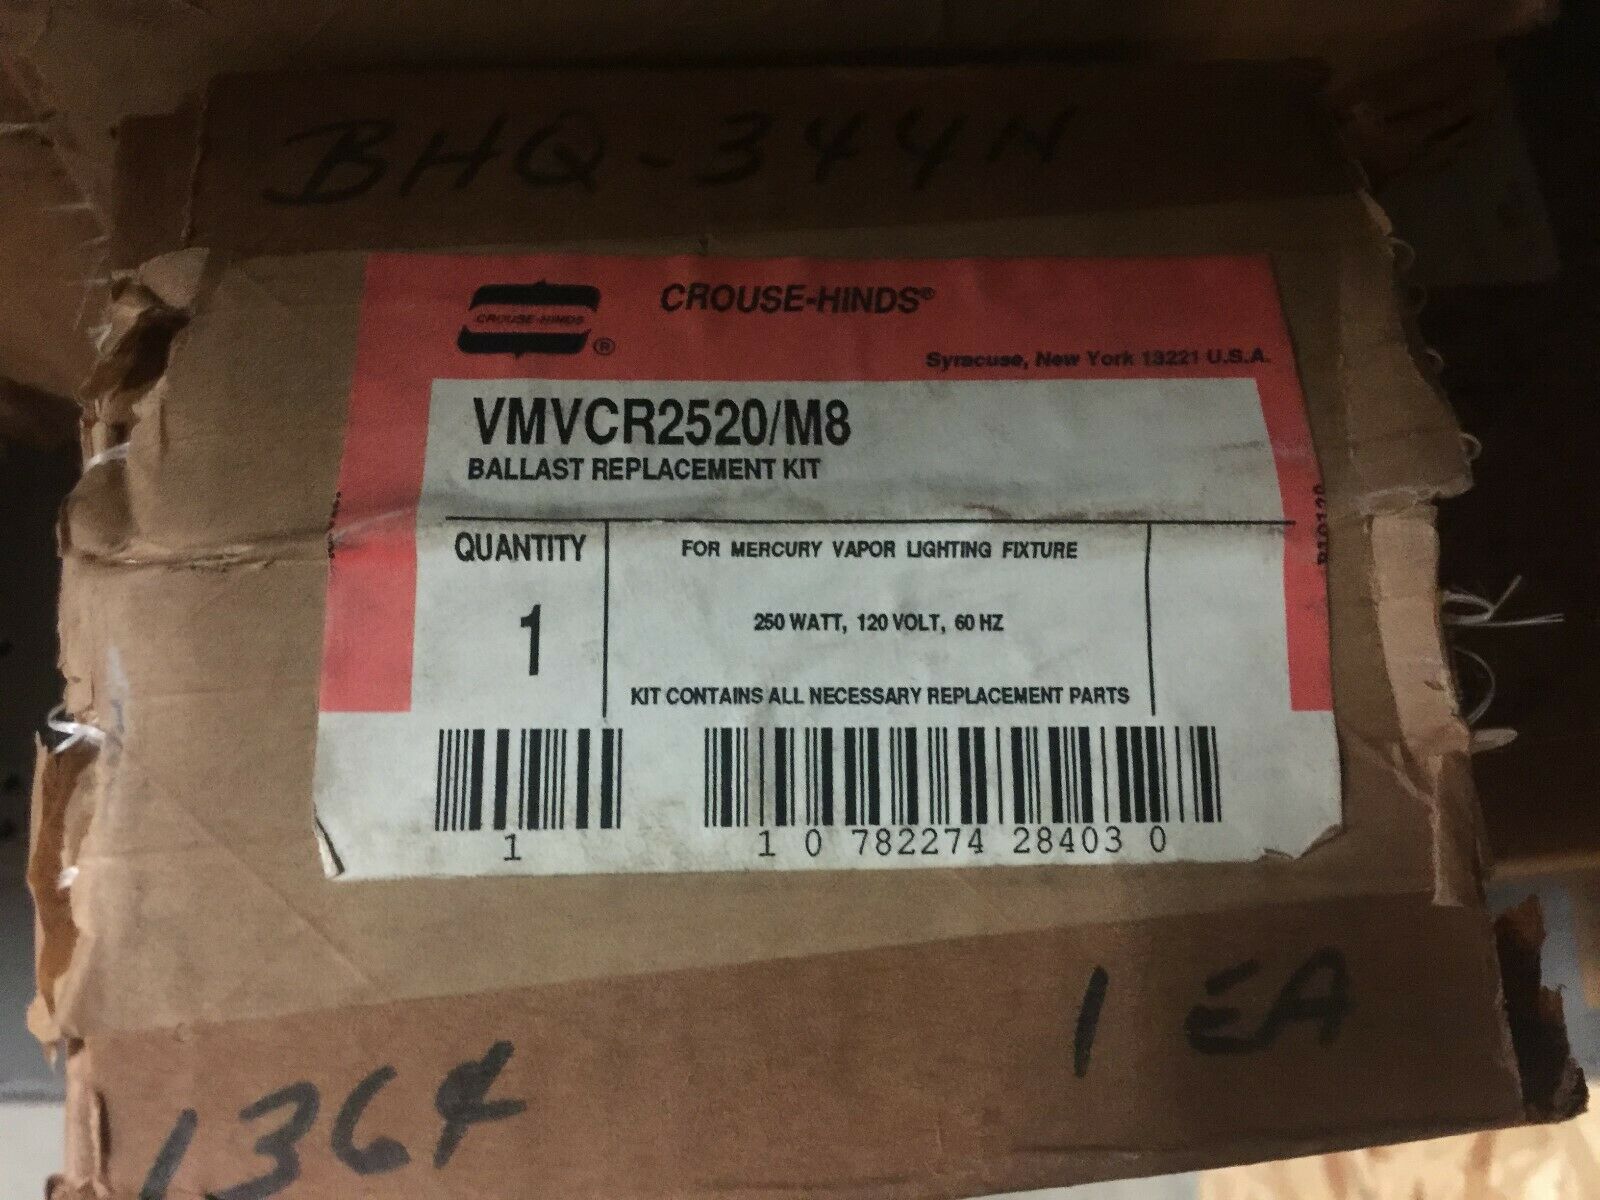 BHQ-344N
CROUSE-HINDS
®
CROUSE-HINDS®
Syracuse, New York 13221 U.S.A.
VMVCR2520/M8
BALLAST REPLACEMENT KIT
QUANTITY
1
FOR MERCURY VAPOR LIGHTING FIXTURE
250 WATT, 120 VOLT, 60 HZ
KIT CONTAINS ALL NECESSARY REPLACEMENT PARTS
1
1 0 782274 28403 0
1 EA
1364